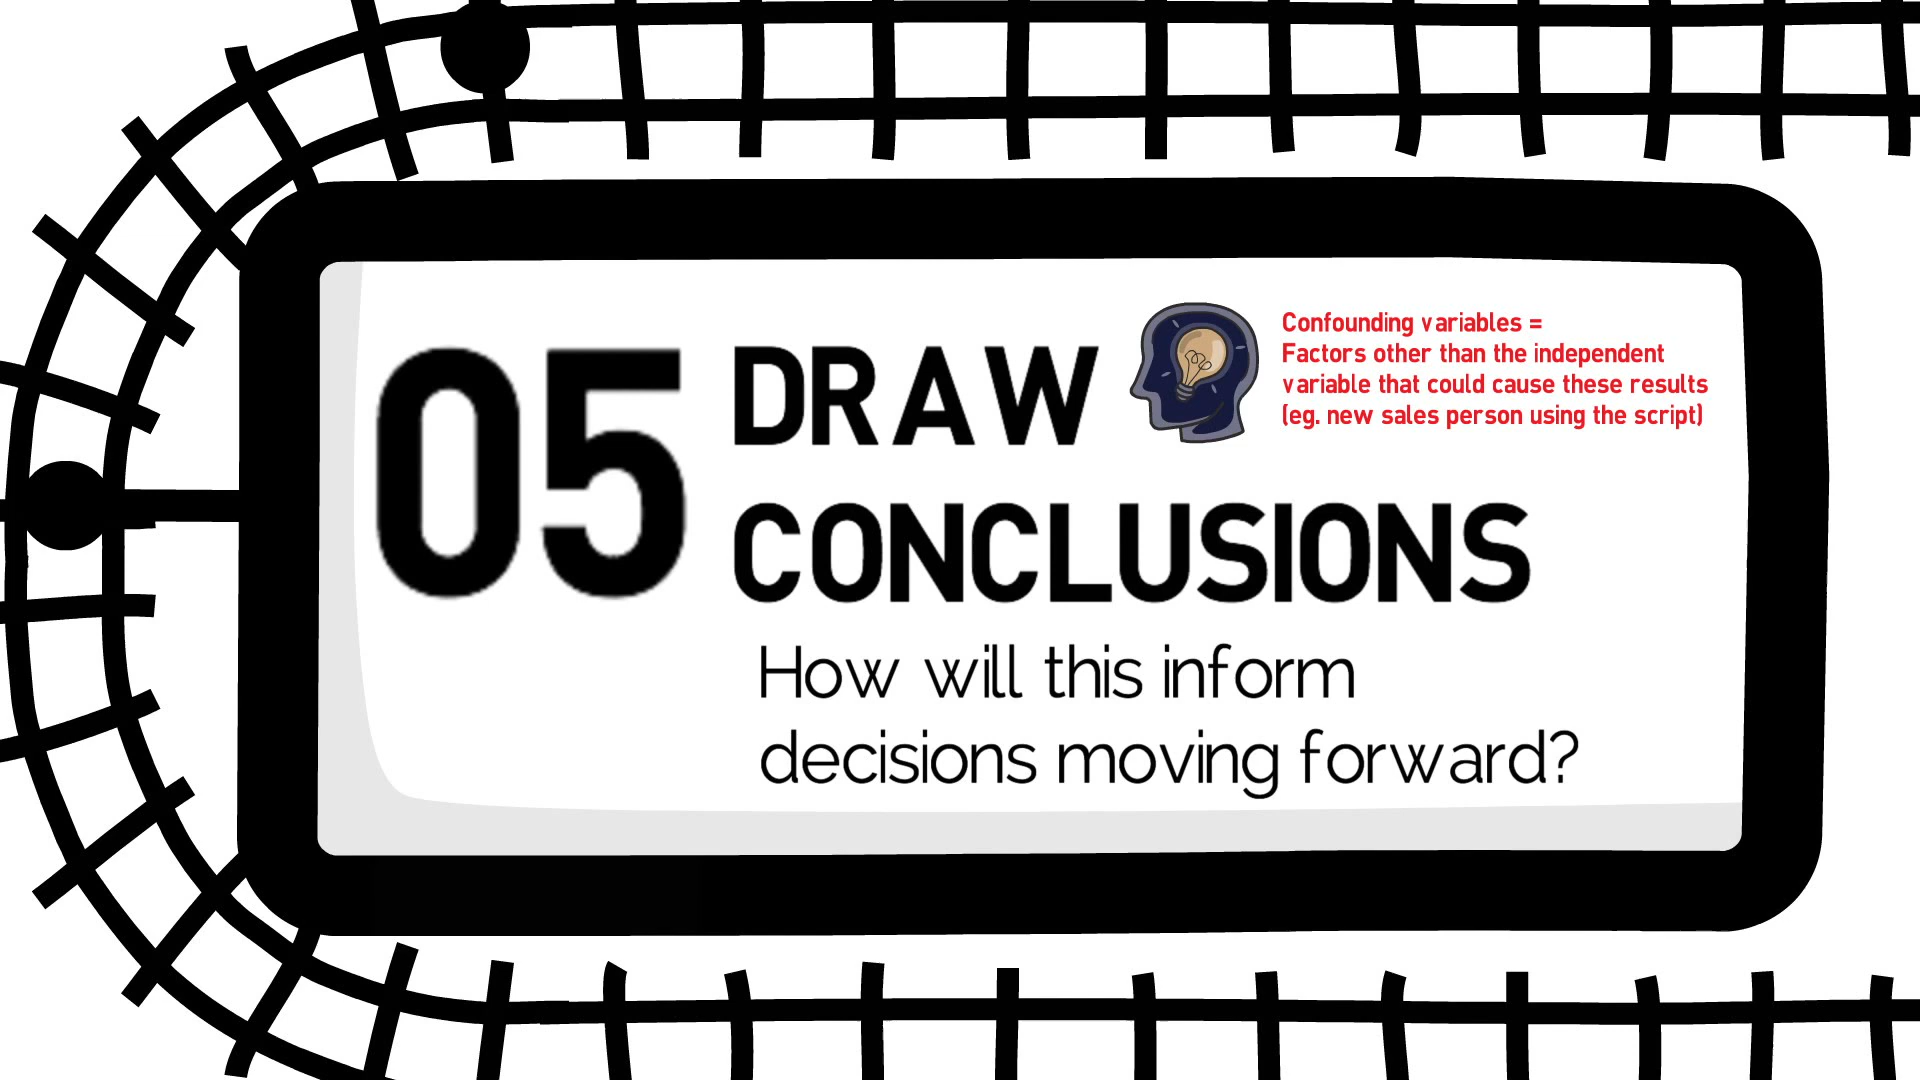 05
DRAW
CONCLUSIONS
Confounding variables =
Factors other than the independent
variable that could cause these results
(eg. new sales person using the script)
How will this inform
decisions moving forward?